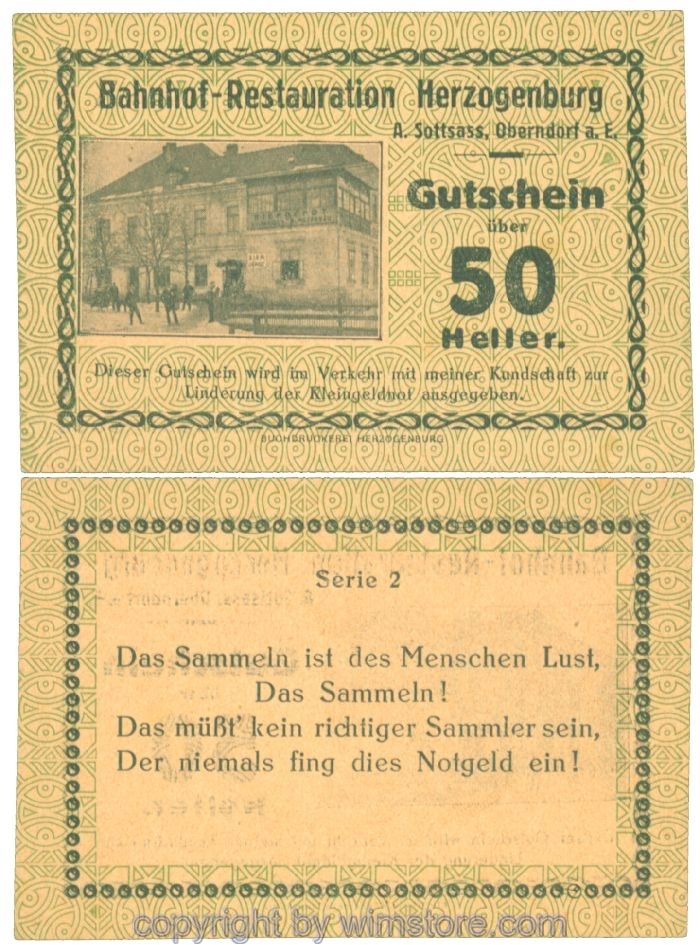 Bahnhof-Restauration Herzogenburg
A. Sottsass, Oberndorf a. E.
Gutschein
über
50
Heller.
Dieser Gutschein wird im Verkehr mit meiner Kundschaft zur
Linderung der Kleingeldnot ausgegeben.
BUCHDRUCKEREI HERZOGENBURG
Serie 2
Das Sammeln ist des Menschen Lust,
Das Sammeln!
Das müßt' kein richtiger Sammler sein,
Der niemals fing dies Notgeld ein!
copyright by wimstore.com